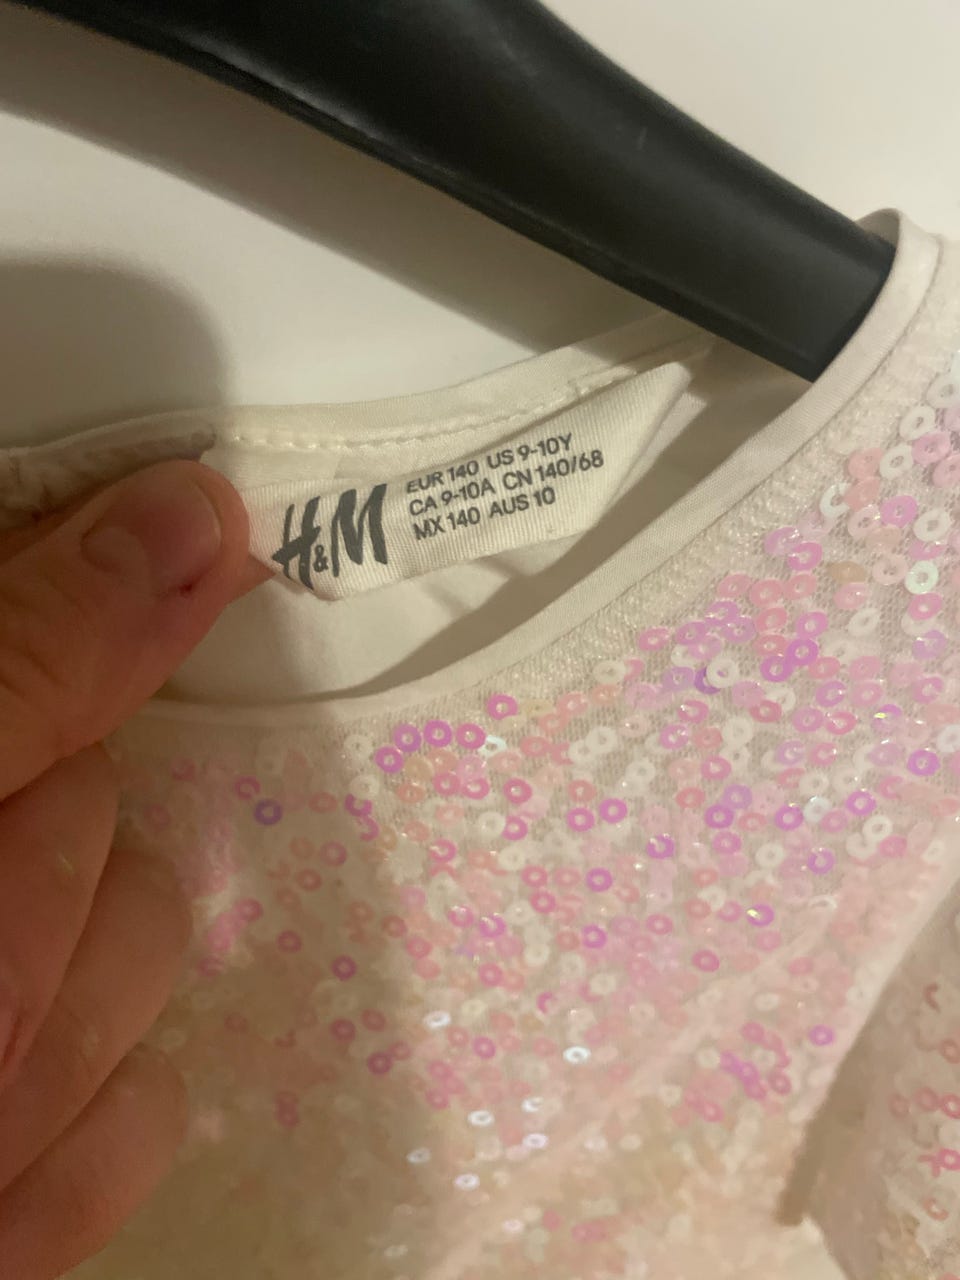 H&M
EUR 140 US 9-10Y
CA 9-10A CN 140/68
MX 140 AUS 10